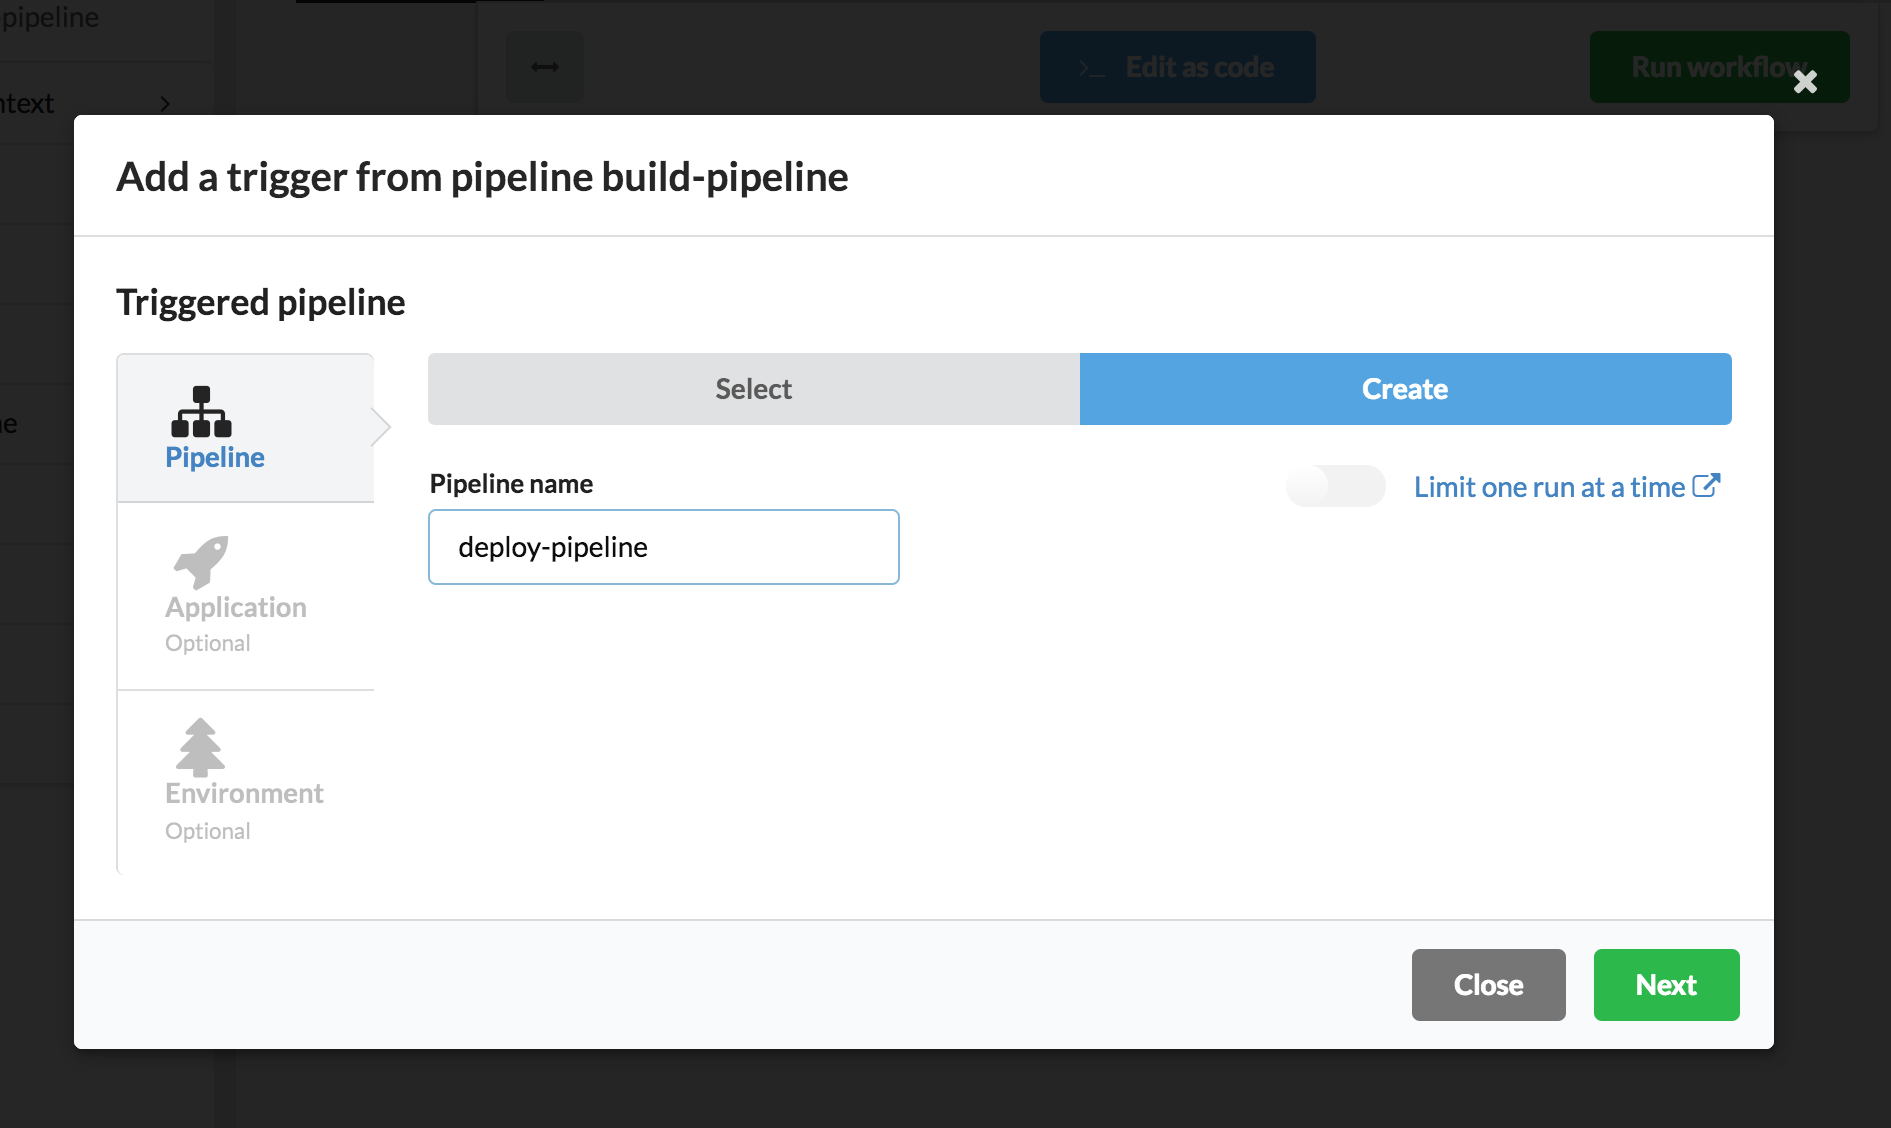 -pipeline
ntext
>_ Edit as code
Run workflow
Add a trigger from pipeline build-pipeline
Triggered pipeline
Pipeline
Application
Optional
Environment
Optional
Select
Create
Pipeline name
Limit one run at a time
deploy-pipeline
Close
Next